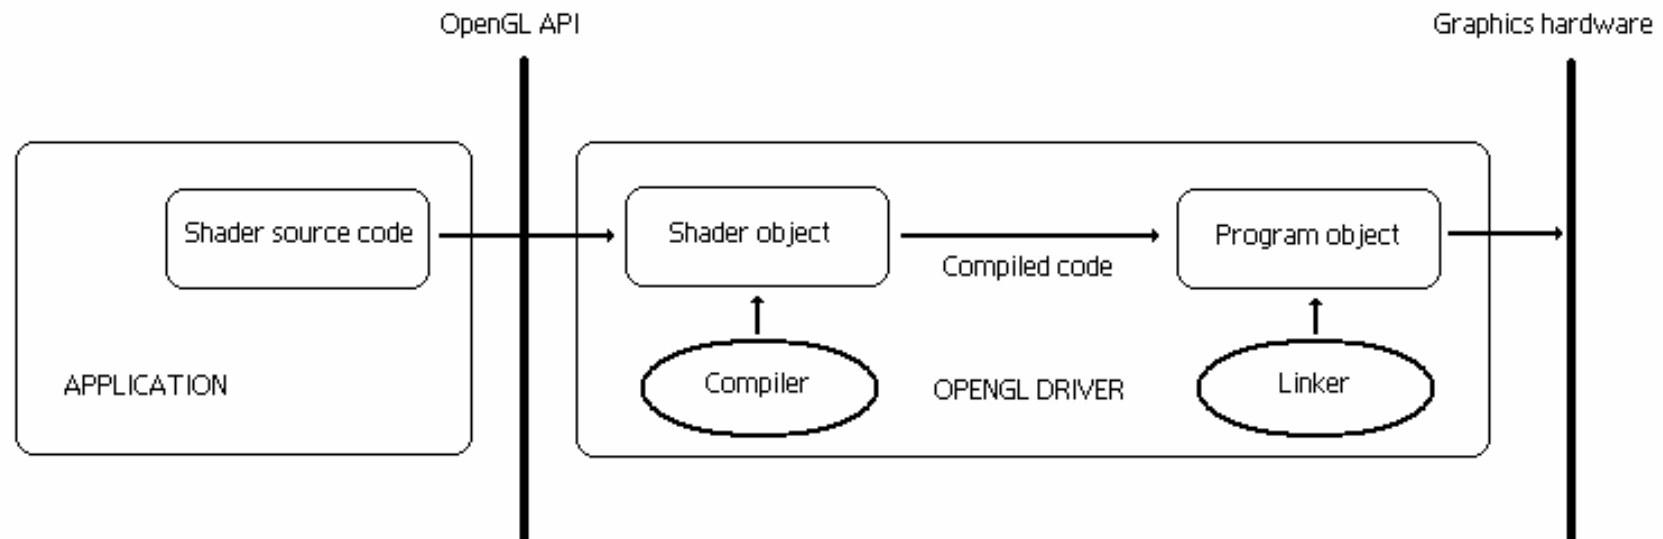 OpenGL API
Graphics hardware
Shader source code
Shader object
Program object
Compiled code
APPLICATION
Compiler
OPENGL DRIVER
Linker